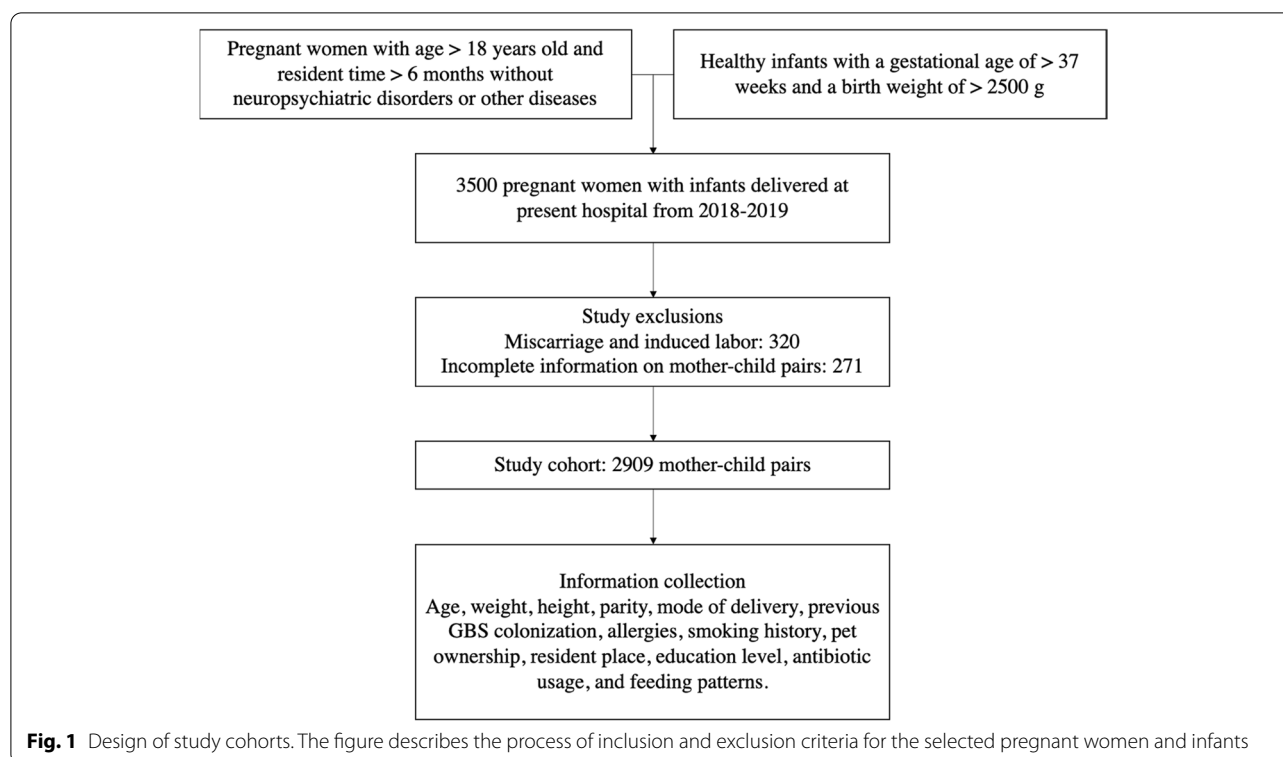 Pregnant women with age > 18 years old and
resident time > 6 months without
neuropsychiatric disorders or other diseases
Healthy infants with a gestational age of > 37
weeks and a birth weight of > 2500 g
3500 pregnant women with infants delivered at
present hospital from 2018-2019
Study exclusions
Miscarriage and induced labor: 320
Incomplete information on mother-child pairs: 271
Study cohort: 2909 mother-child pairs
Information collection
Age, weight, height, parity, mode of delivery, previous
GBS colonization, allergies, smoking history, pet
ownership, resident place, education level, antibiotic
usage, and feeding patterns.
Fig. 1 Design of study cohorts. The figure describes the process of inclusion and exclusion criteria for the selected pregnant women and infants